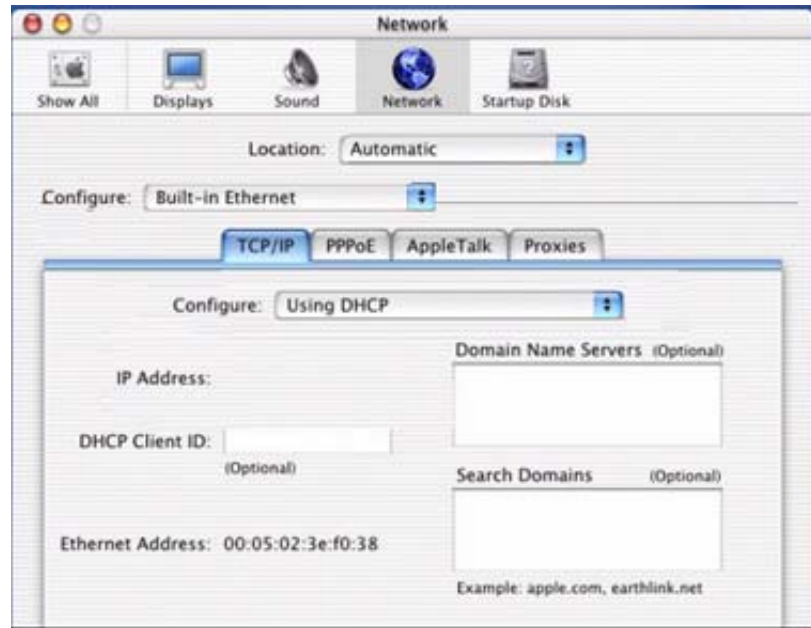 Network
Show All Displays Sound Network Startup Disk
Location: Automatic
Configure: Built-in Ethernet
TCP/IP PPPoE AppleTalk Proxies
Configure: Using DHCP
Domain Name Servers (Optional)
IP Address:
DHCP Client ID:
(Optional)
Search Domains (Optional)
Ethernet Address: 00:05:02:3e:f0:38
Example: apple.com, earthlink.net